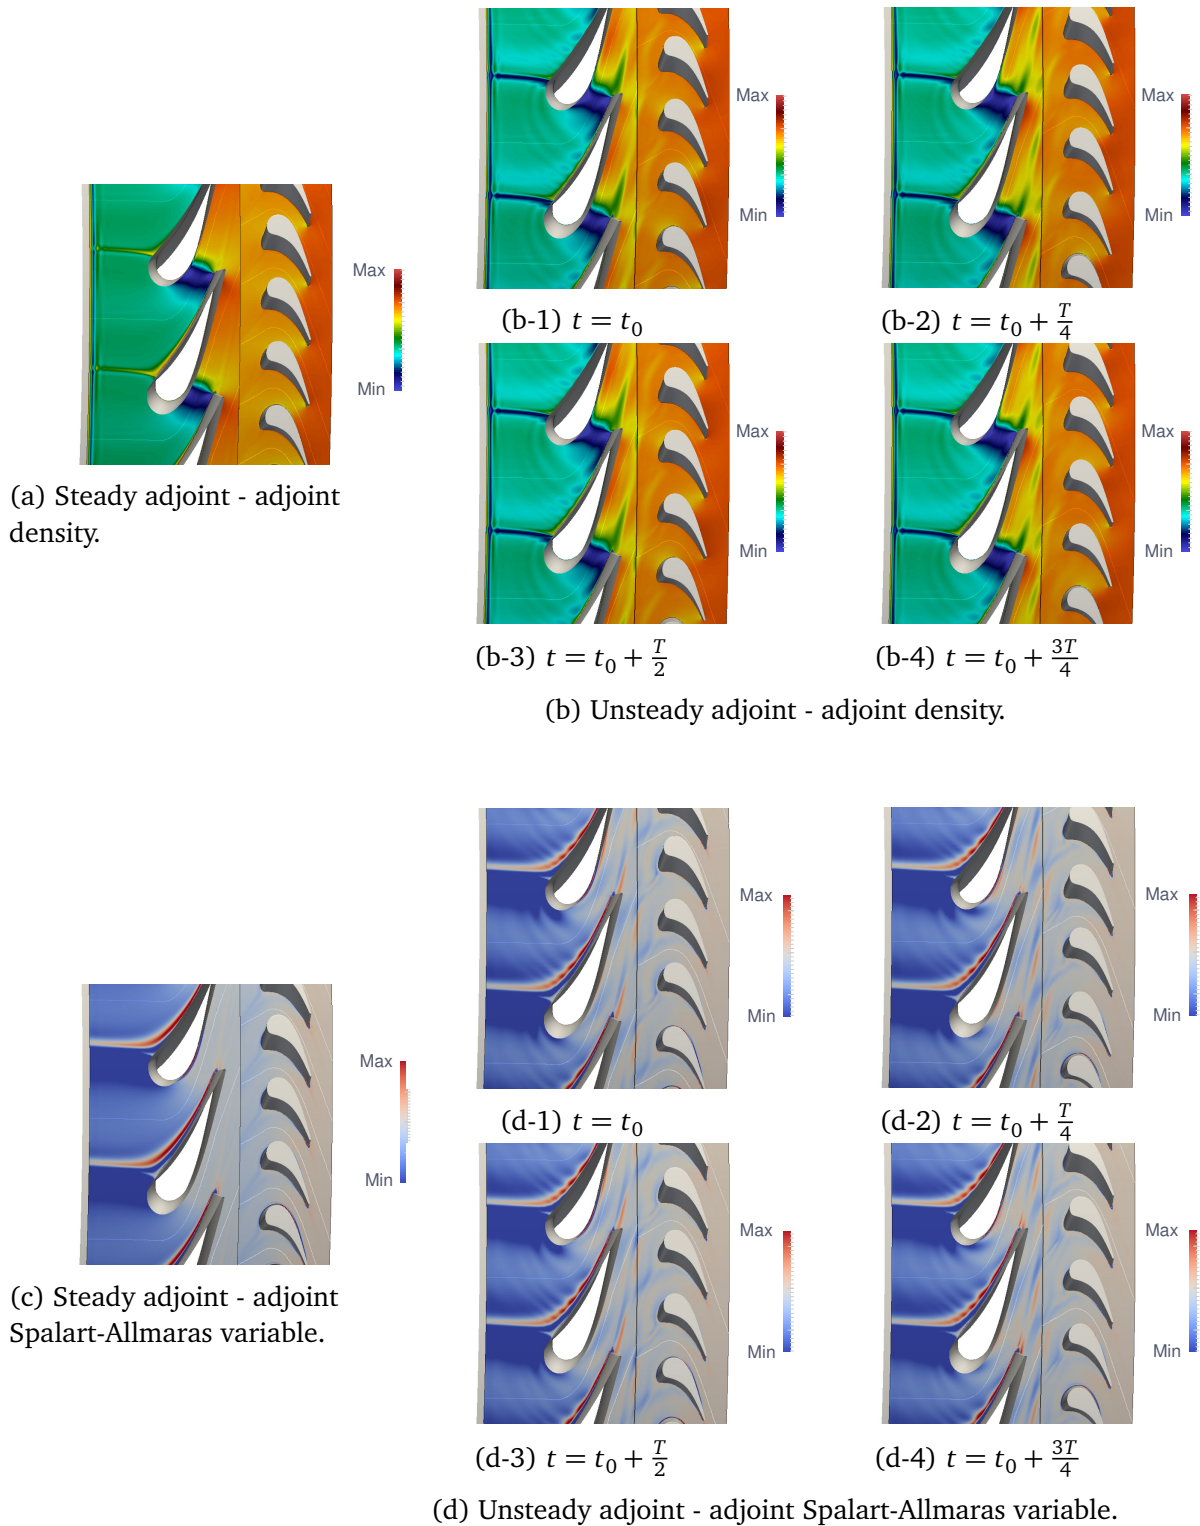 Max
Min
(a) Steady adjoint - adjoint
density.
Max
Min
(b-1) t = t₀
Max
Min
(b-2) t = t₀ + T/4
Max
Min
(b-3) t = t₀ + T/2
Max
Min
(b-4) t = t₀ + 3T/4
(b) Unsteady adjoint - adjoint density.
Max
Min
(c) Steady adjoint - adjoint
Spalart-Allmaras variable.
Max
Min
(d-1) t = t₀
Max
Min
(d-2) t = t₀ + T/4
Max
Min
(d-3) t = t₀ + T/2
Max
Min
(d-4) t = t₀ + 3T/4
(d) Unsteady adjoint - adjoint Spalart-Allmaras variable.